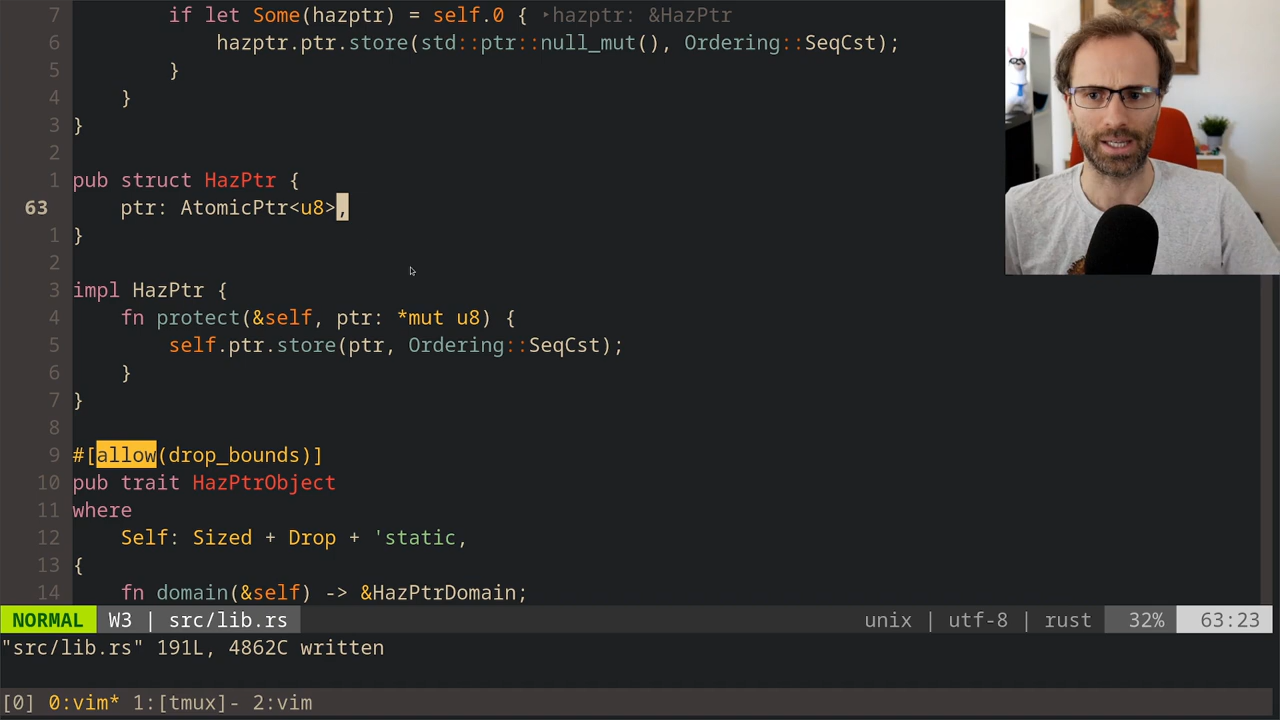 7         if let Some(hazptr) = self.0 { ‣hazptr: &HazPtr
6             hazptr.ptr.store(std::ptr::null_mut(), Ordering::SeqCst);
5         }
4     }
3 }
2
1 pub struct HazPtr {
63     ptr: AtomicPtr<u8>,
1 }
2
3 impl HazPtr {
4     fn protect(&self, ptr: *mut u8) {
5         self.ptr.store(ptr, Ordering::SeqCst);
6     }
7 }
8
9 #[allow(drop_bounds)]
10 pub trait HazPtrObject
11 where
12     Self: Sized + Drop + 'static,
13 {
14     fn domain(&self) -> &HazPtrDomain;
NORMAL W3 | src/lib.rs unix | utf-8 | rust 32% 63:23
"src/lib.rs" 191L, 4862C written
[0] 0:vim* 1:[tmux]- 2:vim